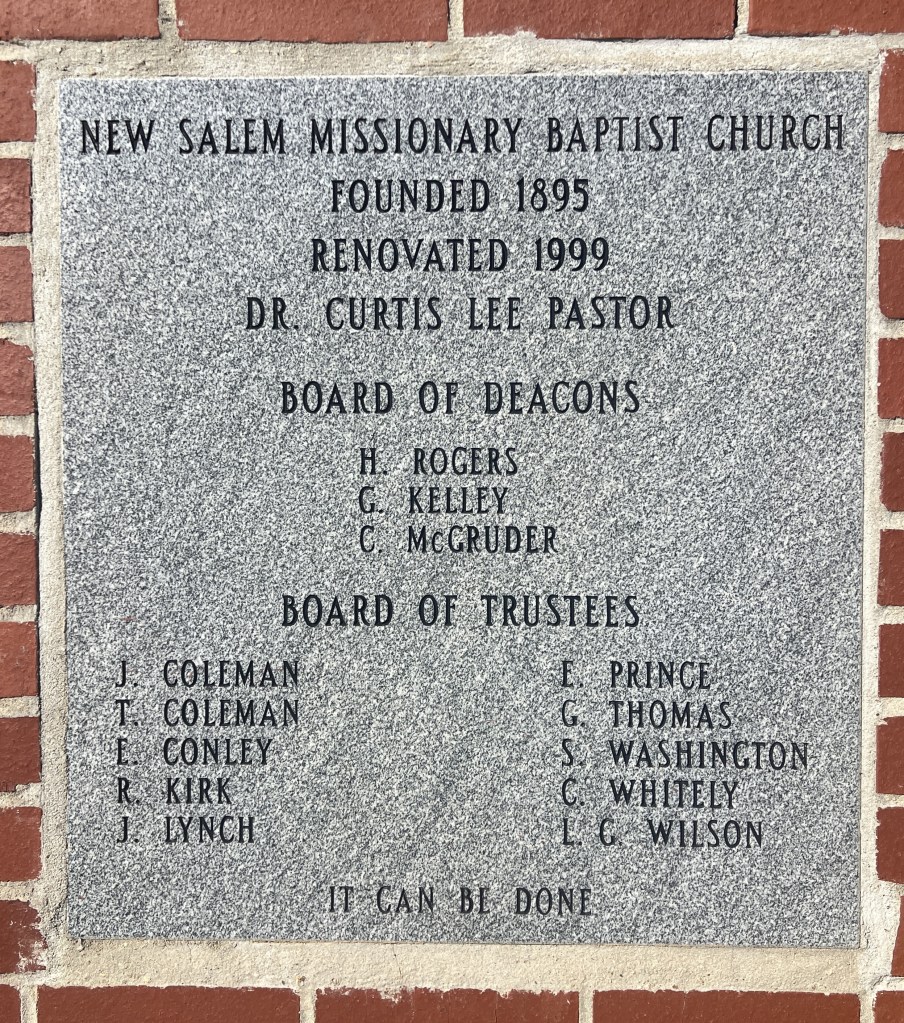 NEW SALEM MISSIONARY BAPTIST CHURCH
FOUNDED 1895
RENOVATED 1999
DR. CURTIS LEE PASTOR
BOARD OF DEACONS
H. ROGERS
G. KELLEY
C. McGRUDER
BOARD OF TRUSTEES
J. COLEMAN
T. COLEMAN
E. CONLEY
R. KIRK
J. LYNCH
E. PRINCE
G. THOMAS
S. WASHINGTON
C. WHITELY
L. G. WILSON
IT CAN BE DONE